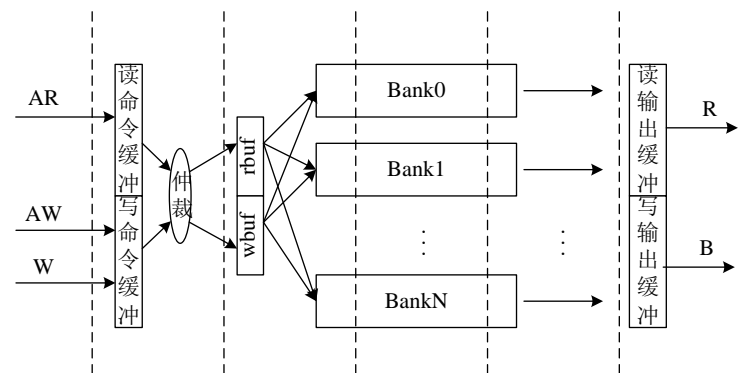 AR
AW
W
读命令缓冲
写命令缓冲
仲裁
rbuf
wbuf
Bank0
Bank1
⋮
⋮
BankN
读输出缓冲
写输出缓冲
R
B